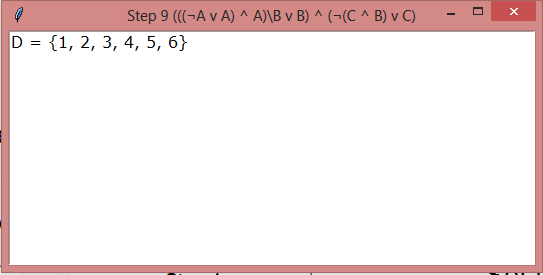 Step 9 (((¬A v A) ^ A)\B v B) ^ (¬(C ^ B) v C)
D = {1, 2, 3, 4, 5, 6}